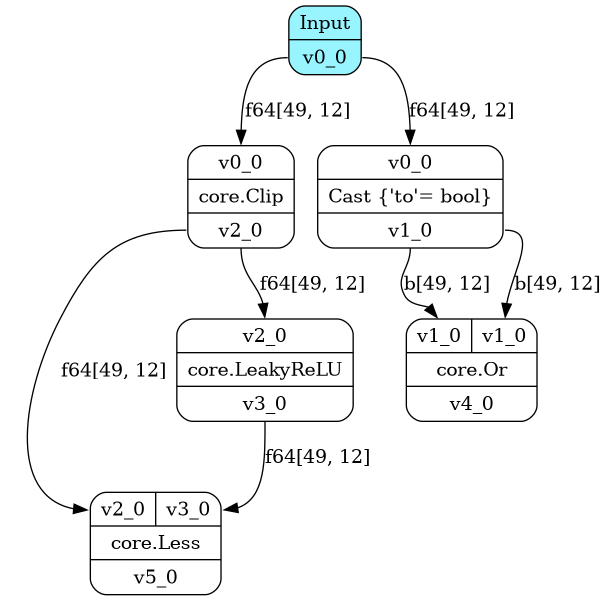 Input
v0_0
f64[49, 12]
f64[49, 12]
v0_0
core.Clip
v2_0
v0_0
Cast {'to'= bool}
v1_0
f64[49, 12]
b[49, 12]
b[49, 12]
f64[49, 12]
v2_0
core.LeakyReLU
v3_0
v1_0 v1_0
core.Or
v4_0
f64[49, 12]
v2_0 v3_0
core.Less
v5_0